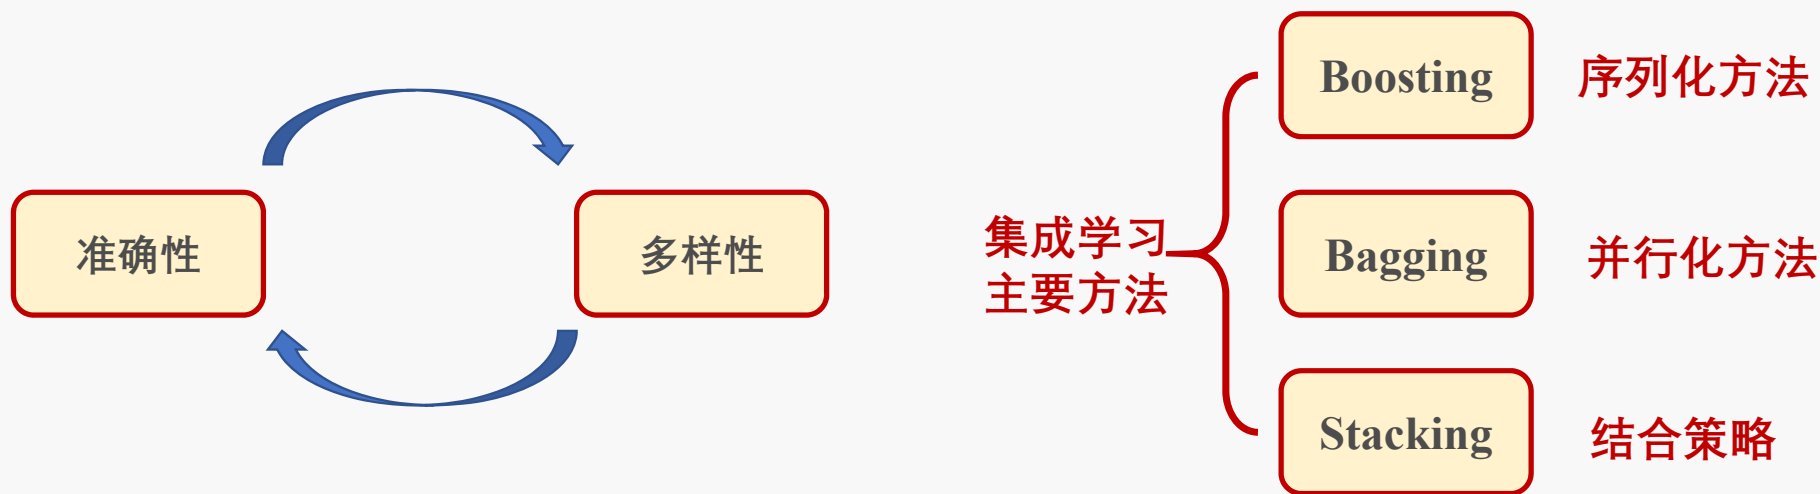 准确性
多样性
集成学习
主要方法
Boosting
序列化方法
Bagging
并行化方法
Stacking
结合策略